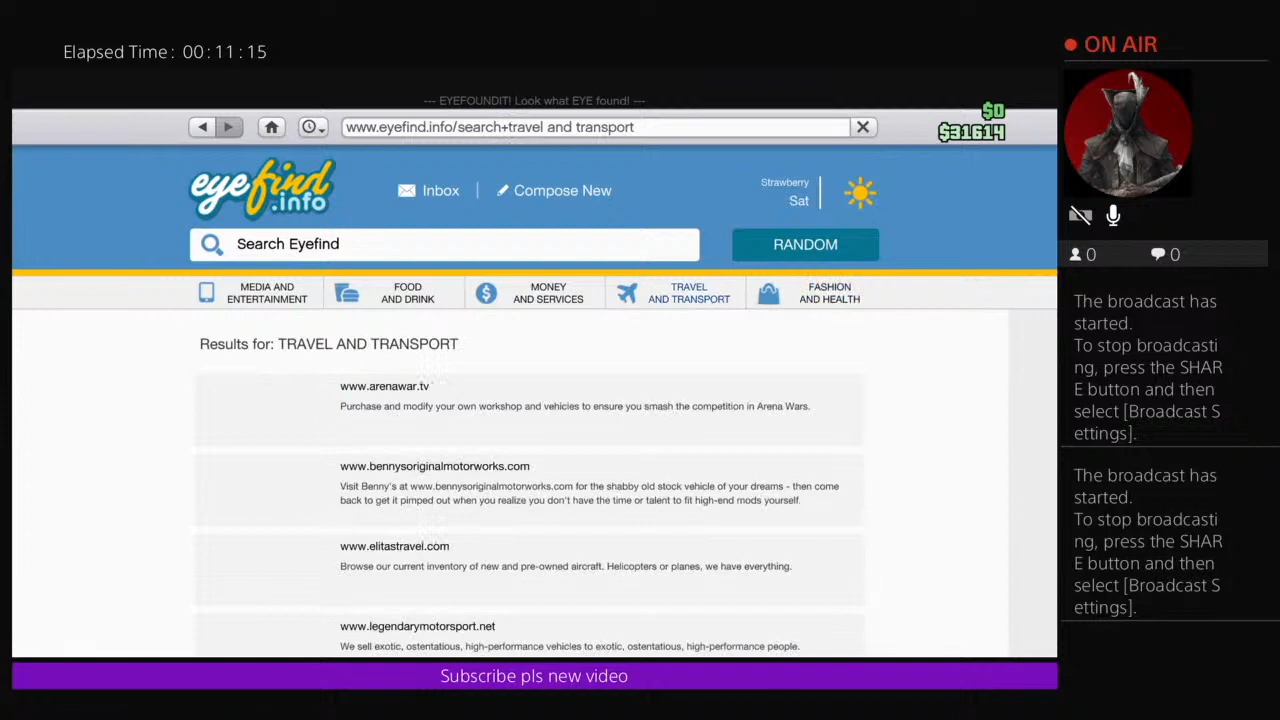 Elapsed Time: 00:11:15
ON AIR
--- EYEFOUNDIT! Look what EYE found! ---
$0
www.eyefind.info/search+travel and transport
$31614
eyefind
.info
Inbox
Compose New
Strawberry
Sat
Search Eyefind
RANDOM
MEDIA AND
ENTERTAINMENT
FOOD
AND DRINK
MONEY
AND SERVICES
TRAVEL
AND TRANSPORT
FASHION
AND HEALTH
Results for: TRAVEL AND TRANSPORT
www.arenawar.tv
Purchase and modify your own workshop and vehicles to ensure you smash the competition in Arena Wars.
www.bennysoriginalmotorworks.com
Visit Benny's at www.bennysoriginalmotorworks.com for the shabby old stock vehicle of your dreams - then come
back to get it pimped out when you realize you don't have the time or talent to fit high-end mods yourself.
www.elitastravel.com
Browse our current inventory of new and pre-owned aircraft. Helicopters or planes, we have everything.
www.legendarymotorsport.net
We sell exotic, ostentatious, high-performance vehicles to exotic, ostentatious, high-performance people.
Subscribe pls new video
0
0
The broadcast has
started.
To stop broadcasti
ng, press the SHAR
E button and then
select [Broadcast S
ettings].
The broadcast has
started.
To stop broadcasti
ng, press the SHAR
E button and then
select [Broadcast S
ettings].